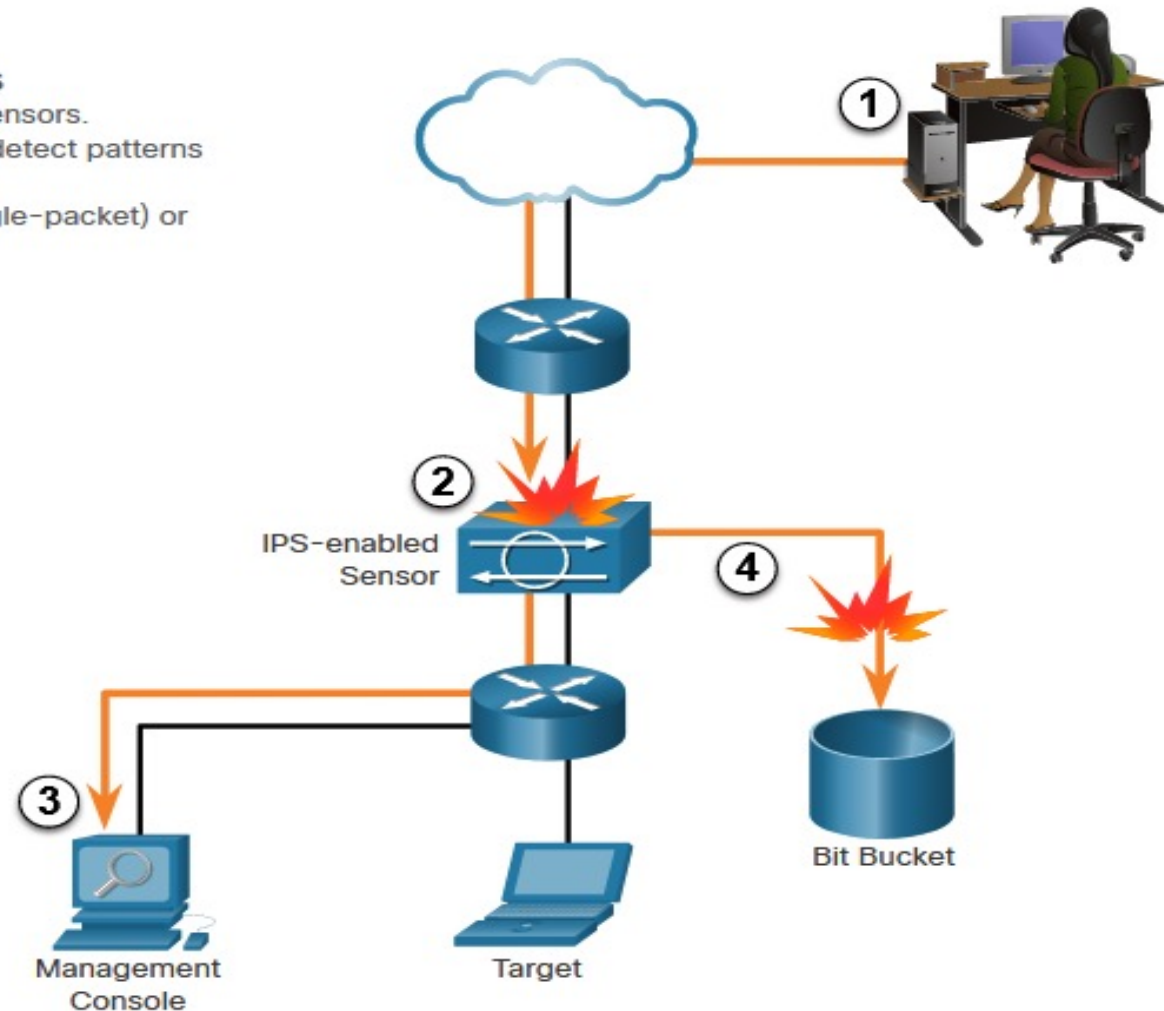 ensors.
detect patterns
gle-packet) or
1
2
IPS-enabled
Sensor
4
3
Bit Bucket
Management
Console
Target